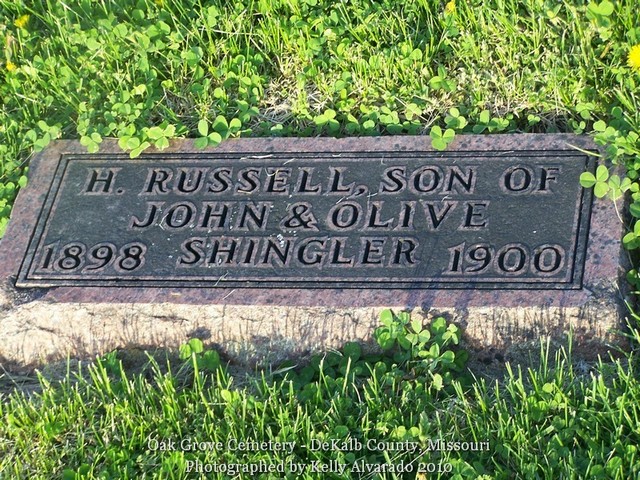 H. RUSSELL, SON OF
JOHN & OLIVE
1898 SHINGLER 1900
Oak Grove Cemetery - DeKalb County, Missouri
Photographed by Kelly Alvarado 2010